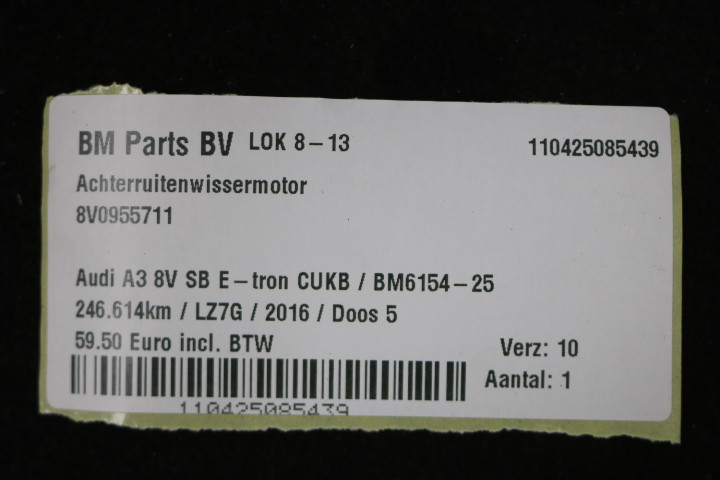 BM Parts BV LOK 8-13 110425085439
Achterruitenwissermotor
8V0955711
Audi A3 8V SB E-tron CUKB / BM6154-25
246.614km / LZ7G / 2016 / Doos 5
59.50 Euro incl. BTW
Verz: 10
Aantal: 1
110425085439